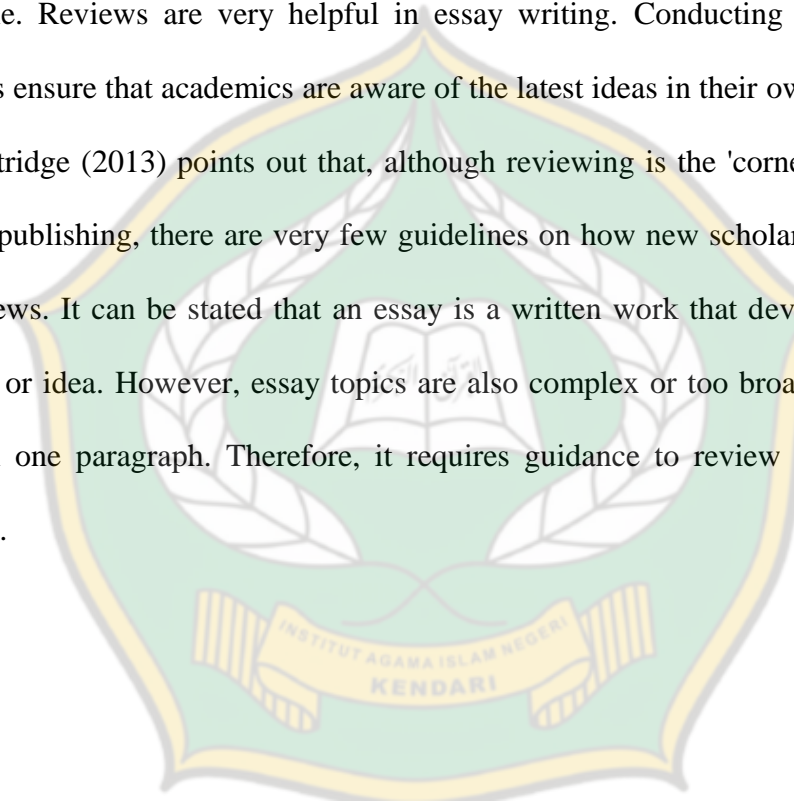 e. Reviews are very helpful in essay writing. Conducting
s ensure that academics are aware of the latest ideas in their ow
tridge (2013) points out that, although reviewing is the 'corne
publishing, there are very few guidelines on how new scholar
ews. It can be stated that an essay is a written work that dev
or idea. However, essay topics are also complex or too broa
one paragraph. Therefore, it requires guidance to review
.
INSTITUT AGAMA ISLAM NEGERI
KENDARI